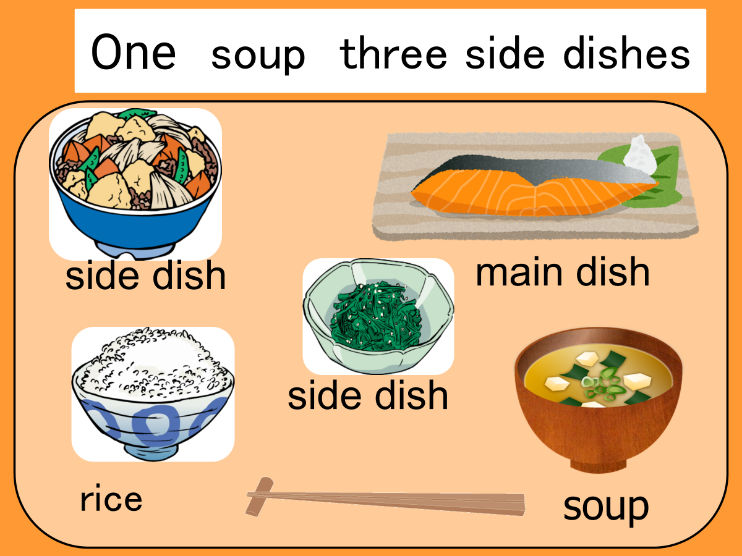 One soup three side dishes
side dish
main dish
side dish
rice
soup